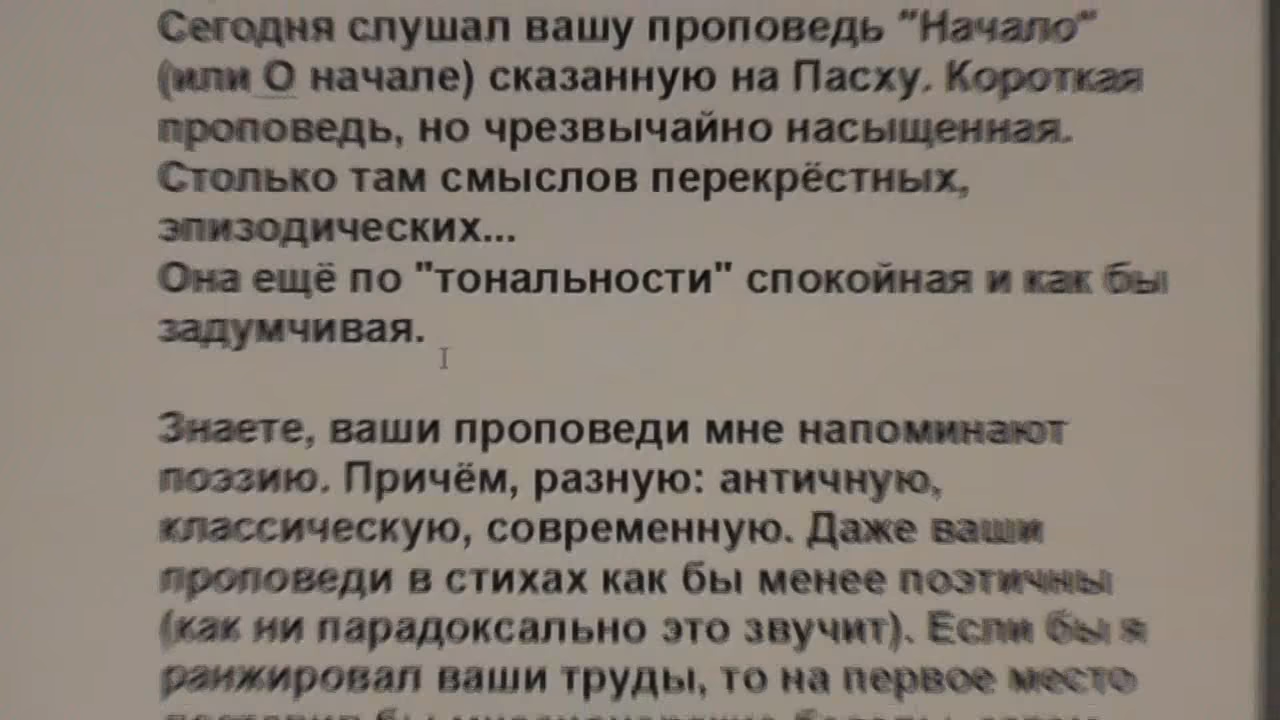 Сегодня слушал вашу проповедь "Начало"
(или О начале) сказанную на Пасху. Короткая
проповедь, но чрезвычайно насыщенная.
Столько там смыслов перекрёстных,
эпизодических...
Она ещё по "тональности" спокойная и как бы
задумчивая.
Знаете, ваши проповеди мне напоминают
поэзию. Причём, разную: античную,
классическую, современную. Даже ваши
проповеди в стихах как бы менее поэтичны
(как ни парадоксально это звучит). Если бы я
ранжировал ваши труды, то на первое место